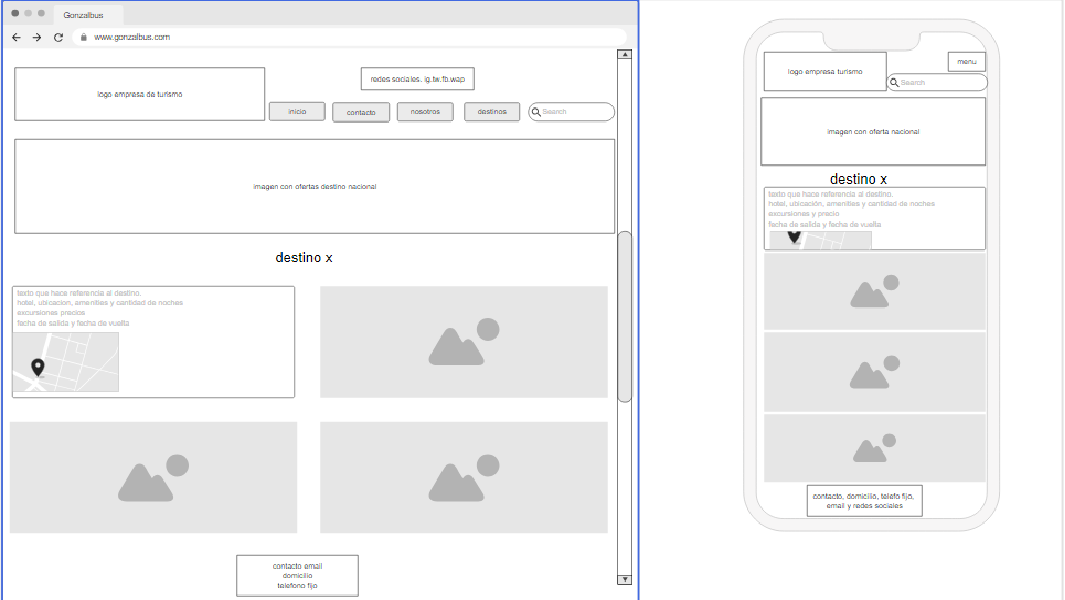 Gonzalbus
www.gonzalbus.com
logo empresa de turismo
redes sociales. ig.tw.fb.wap
inicio
contacto
nosotros
destinos
Search
imagen con ofertas destino nacional
destino x
texto que hace referencia al destino.
hotel, ubicacion, amenities y cantidad de noches
excursiones precios
fecha de salida y fecha de vuelta
contacto email
domicilio
telefono fijo
logo empresa turismo
menu
Search
imagen con oferta nacional
destino x
texto que hace referencia al destino.
hotel, ubicación, amenities y cantidad de noches
excursiones y precio
fecha de salida y fecha de vuelta
contacto, domicilio, telefo fijo,
email y redes sociales